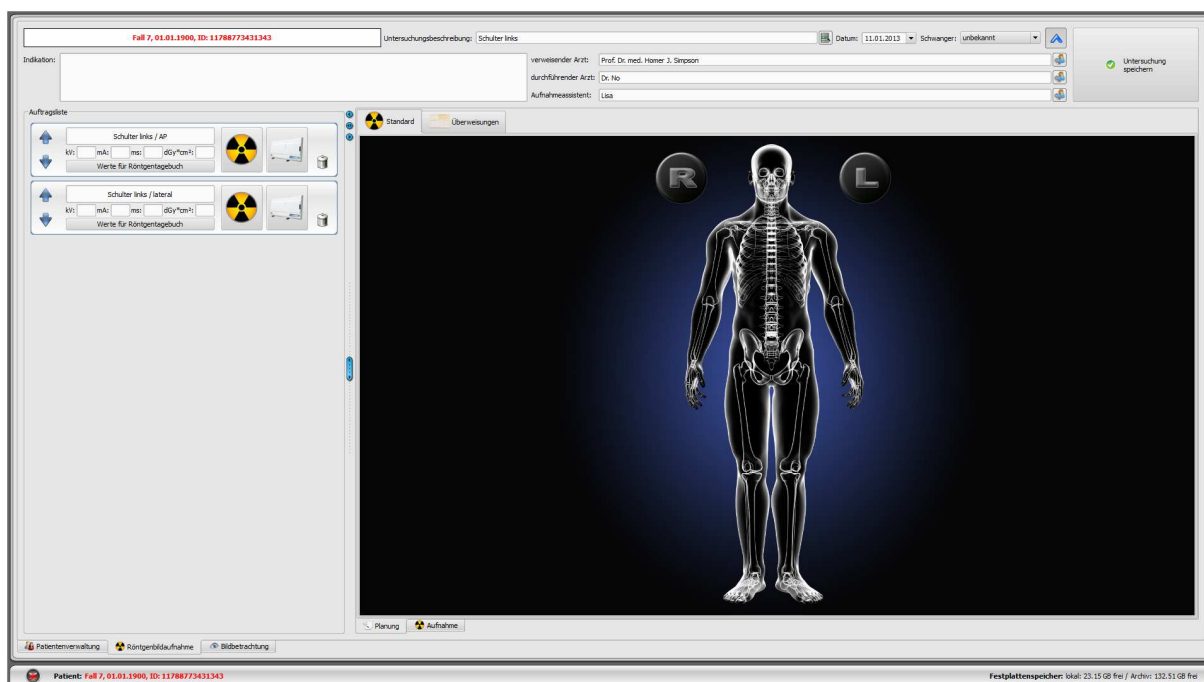 Fall 7, 01.01.1900, ID: 11788773431343
Untersuchungsbeschreibung: Schulter links
Datum: 11.01.2013 Schwanger: unbekannt
Indikation:
verweisender Arzt: Prof. Dr. med. Homer J. Simpson
durchführender Arzt: Dr. No
Aufnahmeassistent: Lisa
Untersuchung
speichern
Auftragsliste
Schulter links / AP
kV: mA: ms: dGy*cm²:
Werte für Röntgentagebuch
Schulter links / lateral
kV: mA: ms: dGy*cm²:
Werte für Röntgentagebuch
Standard Überweisungen
R L
Planung Aufnahme
Patientenverwaltung Röntgenbildaufnahme Bildbetrachtung
Patient: Fall 7, 01.01.1900, ID: 11788773431343
Festplattenspeicher: lokal: 23.15 GB frei / Archiv: 132.51 GB frei